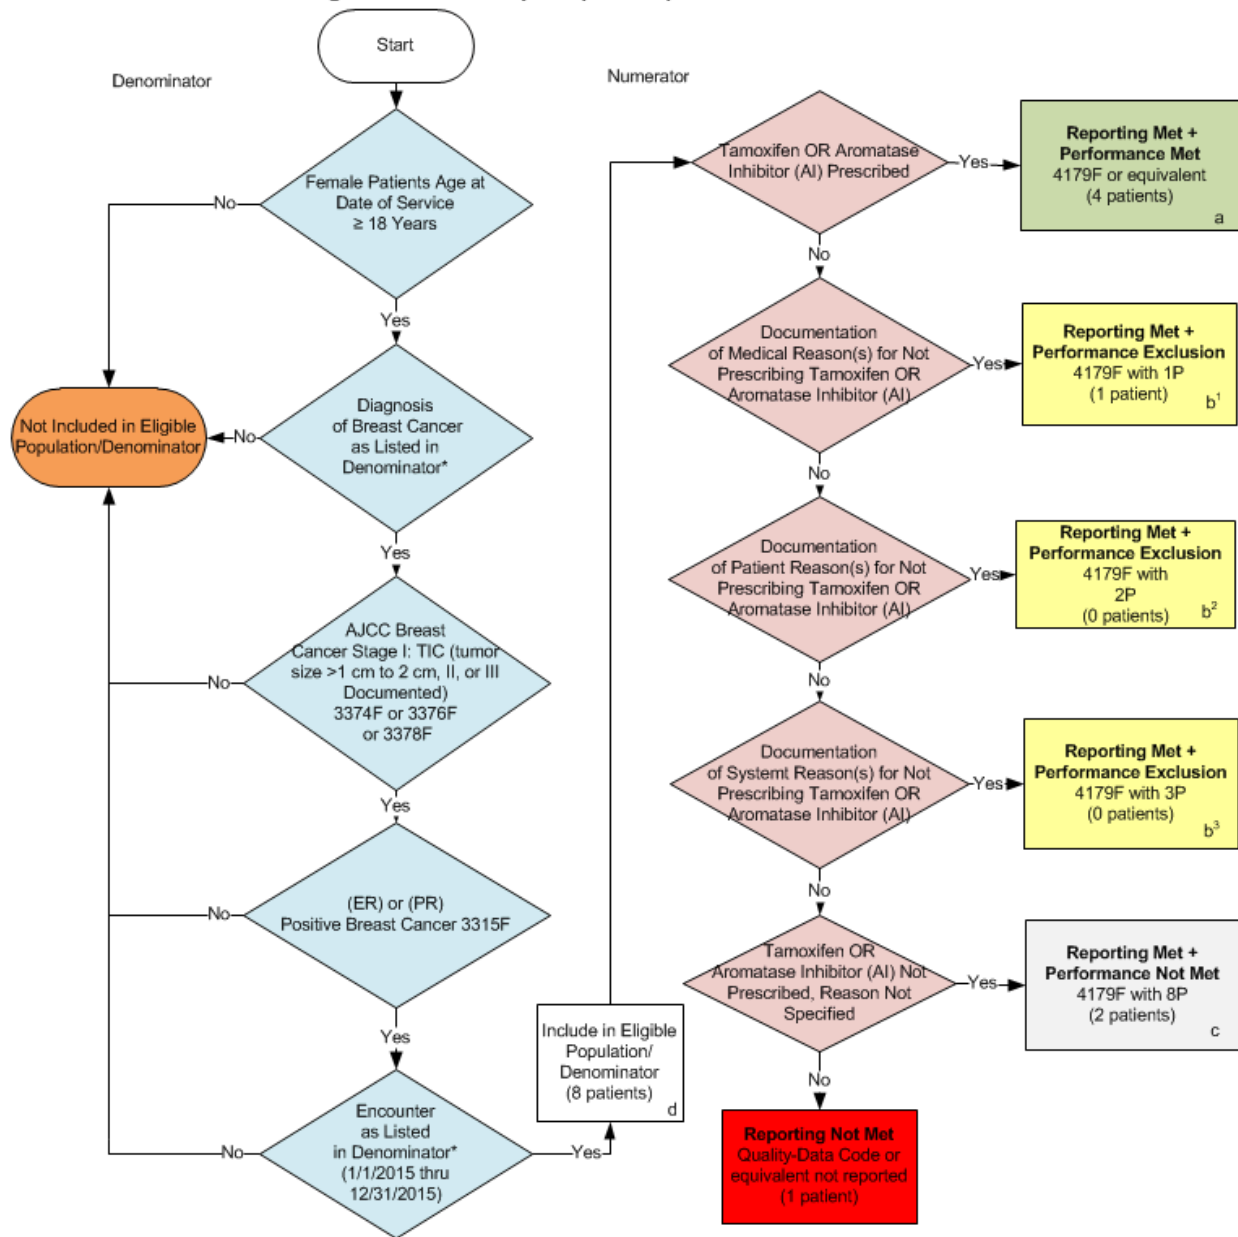 Start
Denominator
Female Patients Age at
Date of Service
≥ 18 Years
No
Yes
Diagnosis
of Breast Cancer
as Listed in
Denominator*
No
Not Included in Eligible
Population/Denominator
Yes
AJCC Breast
Cancer Stage I: TIC (tumor
size >1 cm to 2 cm, II, or III
Documented)
3374F or 3376F
or 3378F
No
Yes
(ER) or (PR)
Positive Breast Cancer 3315F
No
Yes
Encounter
as Listed
in Denominator*
(1/1/2015 thru
12/31/2015)
No
Yes
Include in Eligible
Population/
Denominator
(8 patients)
d
Numerator
Tamoxifen OR Aromatase
Inhibitor (AI) Prescribed
Yes
Reporting Met +
Performance Met
4179F or equivalent
(4 patients)
a
No
Documentation
of Medical Reason(s) for Not
Prescribing Tamoxifen OR
Aromatase Inhibitor (AI)
Yes
Reporting Met +
Performance Exclusion
4179F with 1P
(1 patient)
b1
No
Documentation
of Patient Reason(s) for Not
Prescribing Tamoxifen OR
Aromatase Inhibitor (AI)
Yes
Reporting Met +
Performance Exclusion
4179F with
2P
(0 patients)
b2
No
Documentation
of Systemt Reason(s) for Not
Prescribing Tamoxifen OR
Aromatase Inhibitor (AI)
Yes
Reporting Met +
Performance Exclusion
4179F with 3P
(0 patients)
b3
No
Tamoxifen OR
Aromatase Inhibitor (AI) Not
Prescribed, Reason Not
Specified
Yes
Reporting Met +
Performance Not Met
4179F with 8P
(2 patients)
c
No
Reporting Not Met
Quality-Data Code or
equivalent not reported
(1 patient)